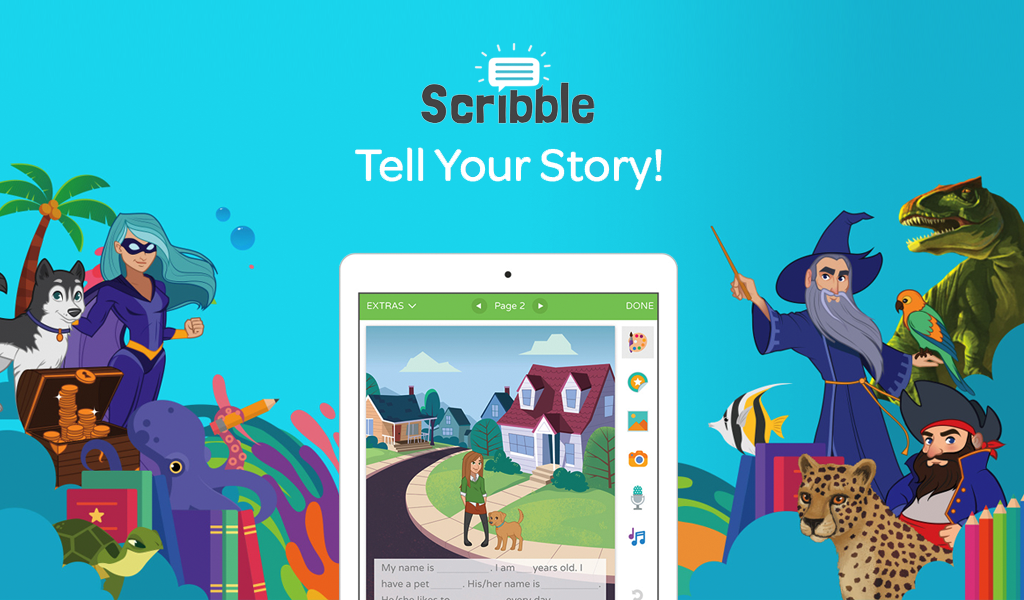 Scribble
Tell Your Story!
EXTRAS Page 2 DONE
My name is ________. I am ___ years old. I
have a pet ______. His/her name is __________.
He/she likes to ________ every day.